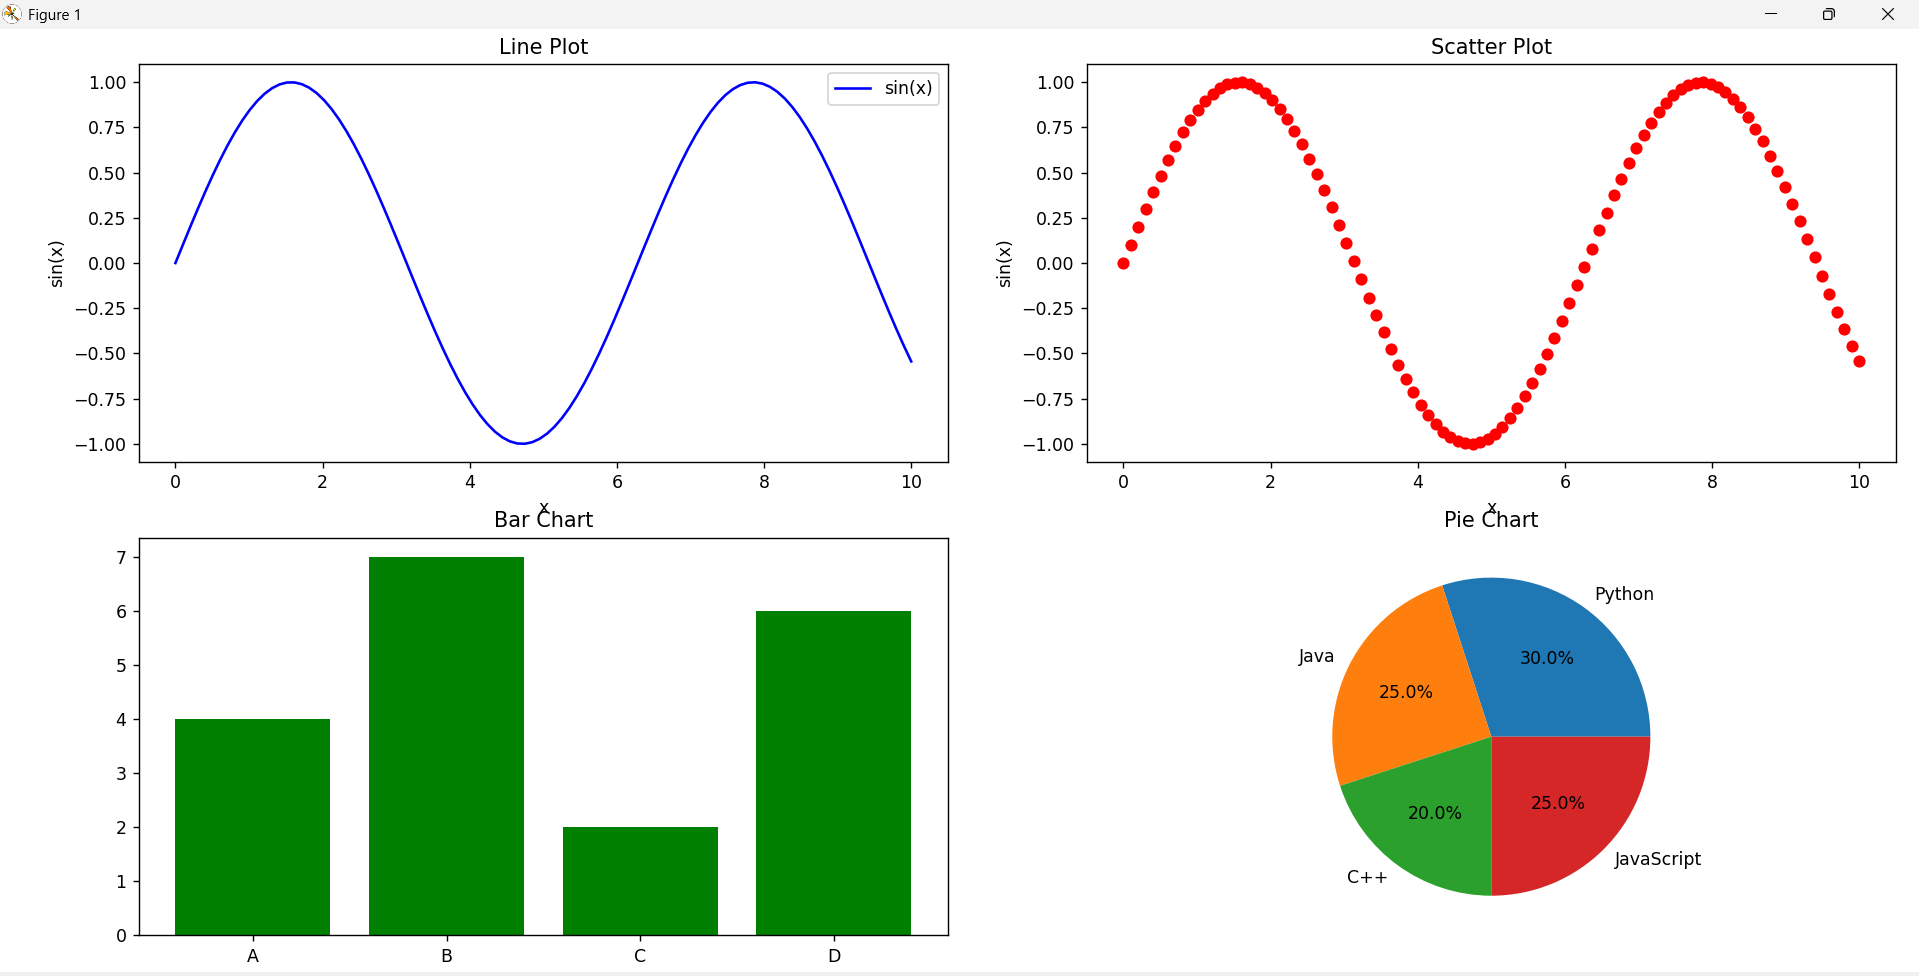 Figure 1
Line Plot
1.00
0.75
0.50
0.25
0.00
−0.25
−0.50
−0.75
−1.00
sin(x)
sin(x)
0 2 4 6 8 10
x
Scatter Plot
1.00
0.75
0.50
0.25
0.00
−0.25
−0.50
−0.75
−1.00
sin(x)
0 2 4 6 8 10
x
Bar Chart
7
6
5
4
3
2
1
0
A B C D
Pie Chart
Python
30.0%
Java
25.0%
20.0%
C++
25.0%
JavaScript